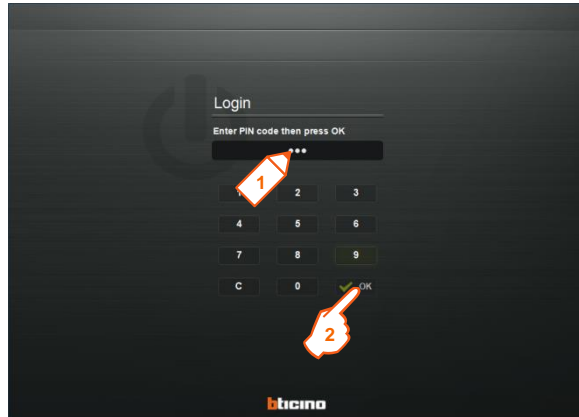 Login
Enter PIN code then press OK
•••
1
1 2 3
4 5 6
7 8 9
C 0 OK
2
bticino